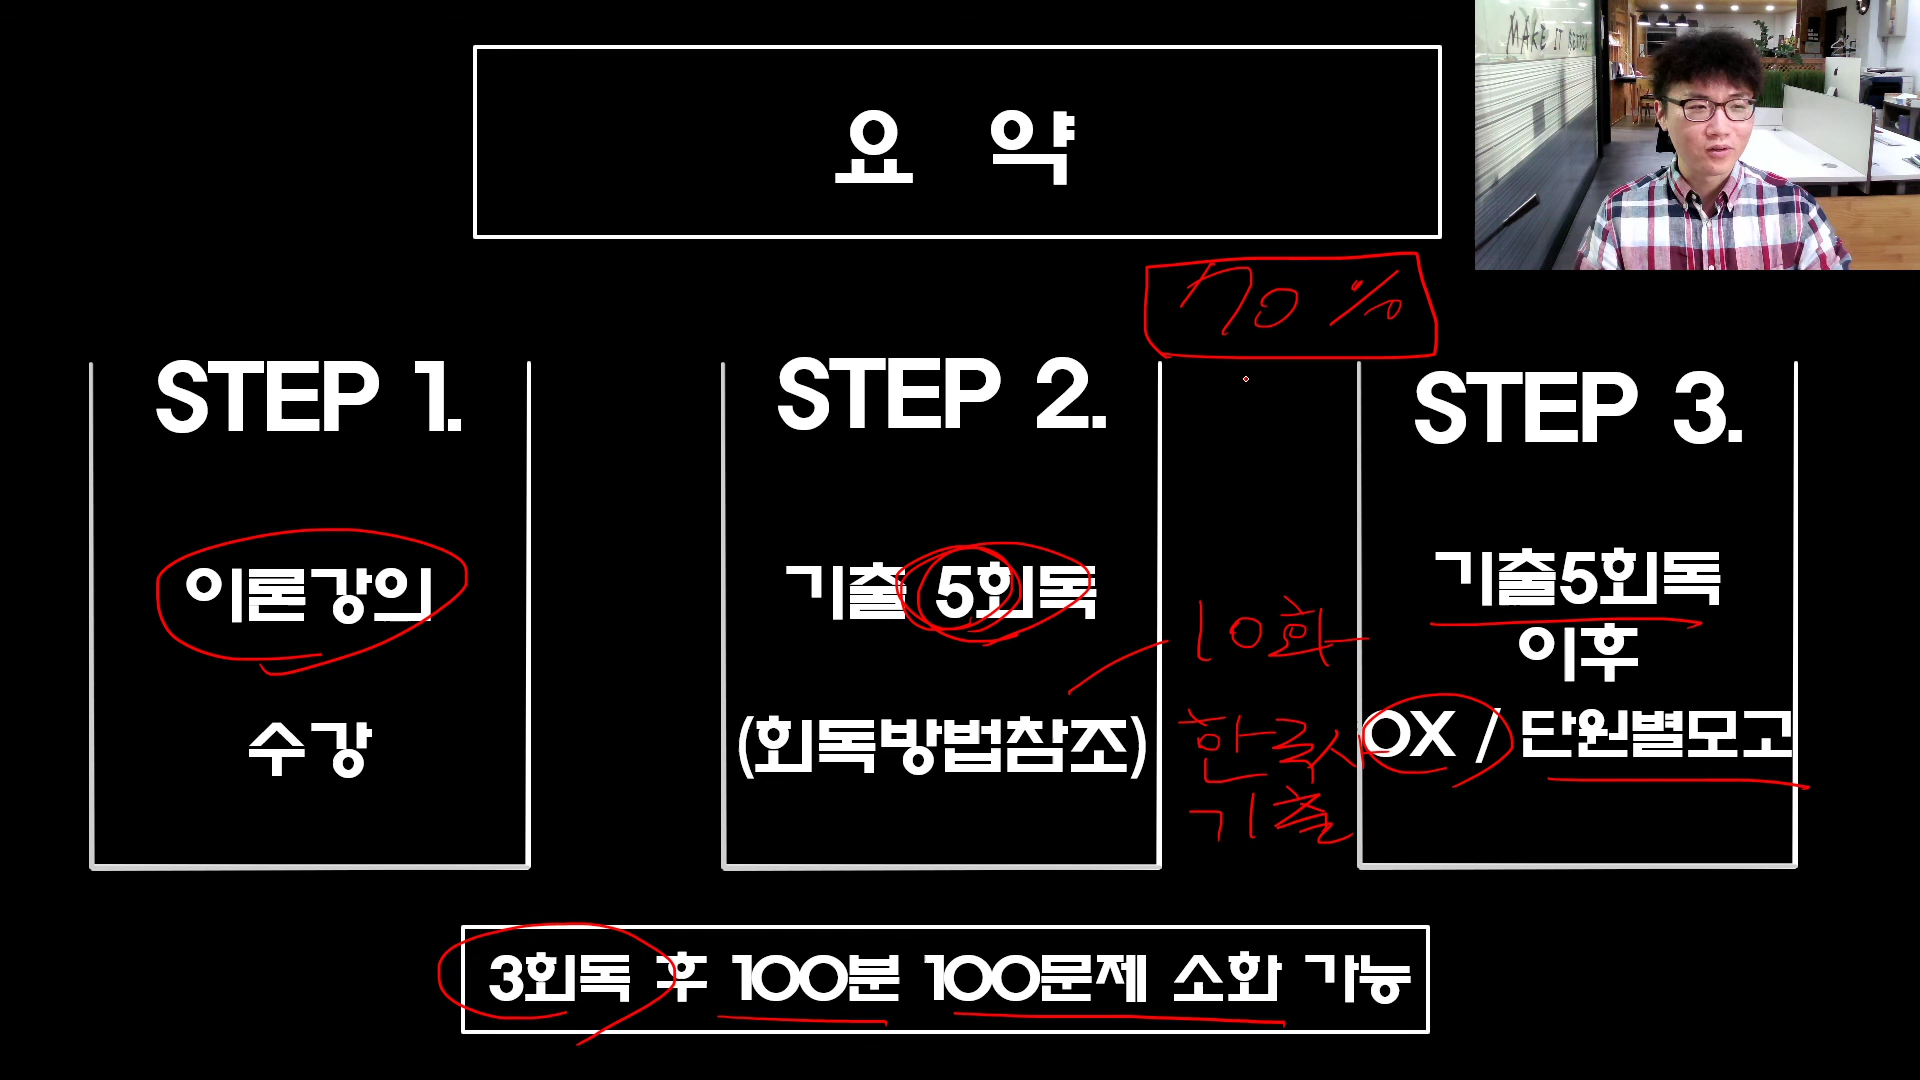 MAKE IT BETTER
요 약
70%
STEP 1.
이론강의
수강
STEP 2.
기출 5회독
(회독방법참조)
10회
한국사
기출
STEP 3.
기출5회독
이후
OX / 단원별모고
3회독 후 100분 100문제 소화 가능